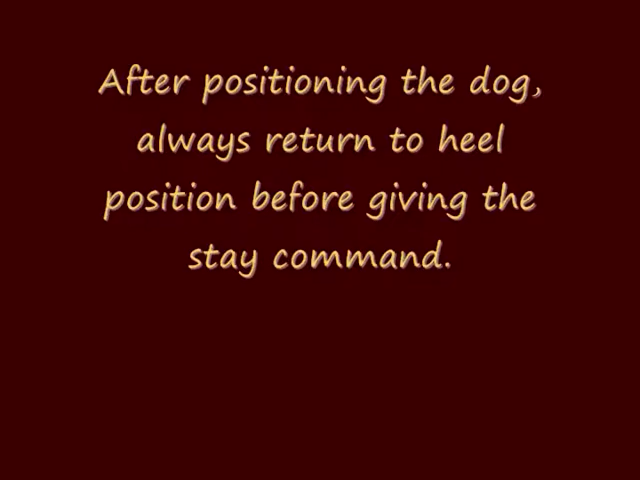 After positioning the dog,
always return to heel
position before giving the
stay command.